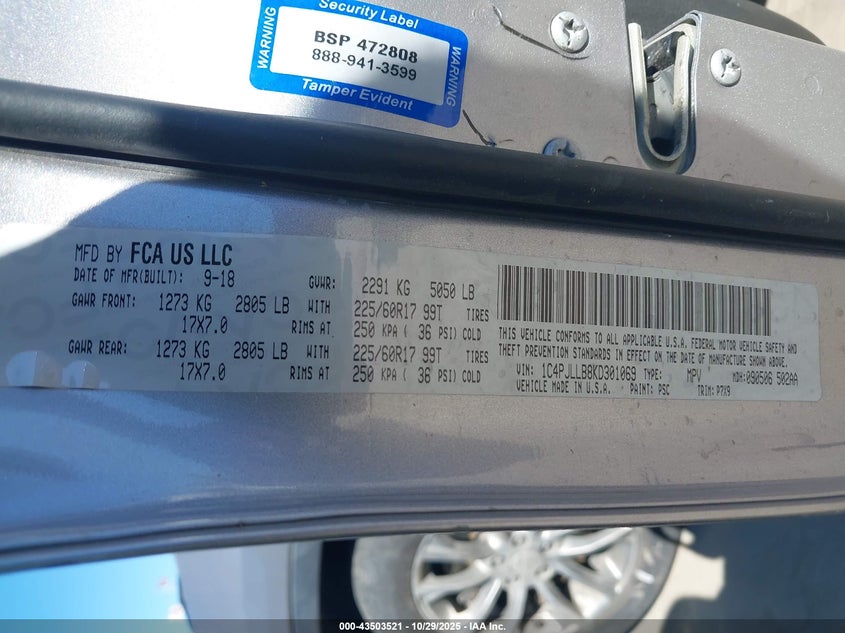 WARNING
Security Label
BSP 472808
888-941-3599
Tamper Evident
WARNING
MFD BY FCA US LLC
DATE OF MFR(BUILT): 9-18 GVWR: 2291 KG 5050 LB
GAWR FRONT: 1273 KG 2805 LB WITH 225/60R17 99T TIRES
17X7.0 RIMS AT 250 KPA ( 36 PSI) COLD
GAWR REAR: 1273 KG 2805 LB WITH 225/60R17 99T TIRES
17X7.0 RIMS AT 250 KPA ( 36 PSI) COLD
THIS VEHICLE CONFORMS TO ALL APPLICABLE U.S.A. FEDERAL MOTOR VEHICLE SAFETY AND
THEFT PREVENTION STANDARDS IN EFFECT ON THE DATE OF MANUFACTURE SHOWN ABOVE.
VIN: 1C4PJLLB8KD301069 TYPE: MPV MDH: 090506 502AA
VEHICLE MADE IN U.S.A. PAINT: PSC TRIM: P7X9
000-43503521 - 10/29/2025 - IAA Inc.